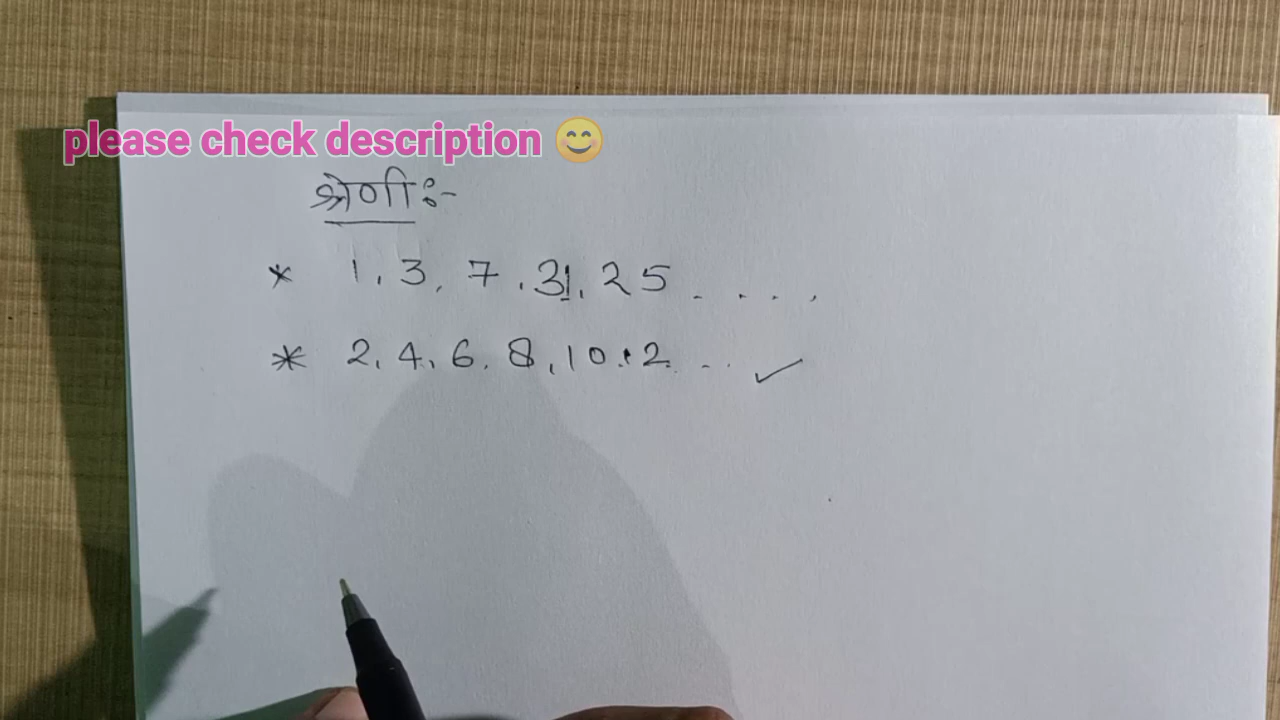 please check description 😊
श्रेणी :-
* 1, 3, 7, 31, 25 . . . .
* 2, 4, 6, 8, 10, 12 . . . ✓